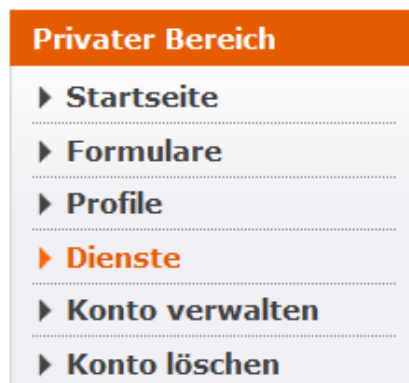 Privater Bereich
Startseite
Formulare
Profile
Dienste
Konto verwalten
Konto löschen